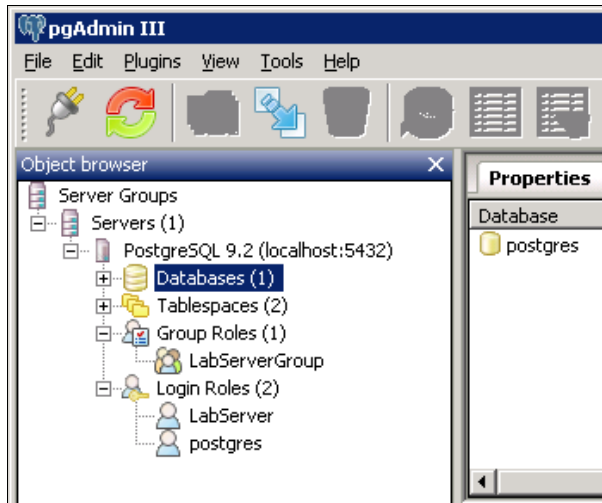 pgAdmin III
File Edit Plugins View Tools Help
Object browser
Server Groups
Servers (1)
PostgreSQL 9.2 (localhost:5432)
Databases (1)
Tablespaces (2)
Group Roles (1)
LabServerGroup
Login Roles (2)
LabServer
postgres
Properties
Database
postgres